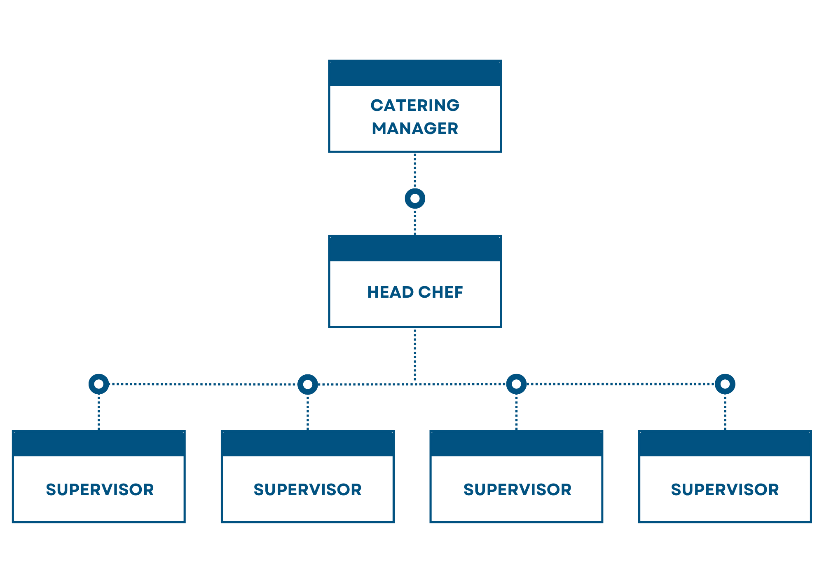 CATERING
MANAGER
HEAD CHEF
SUPERVISOR
SUPERVISOR
SUPERVISOR
SUPERVISOR